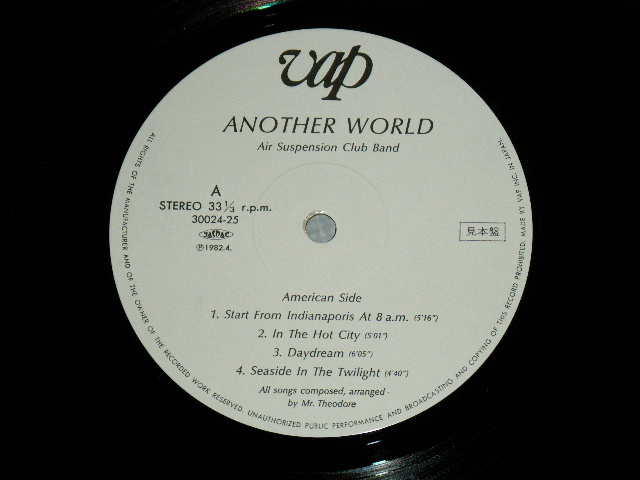 vap
ANOTHER WORLD
Air Suspension Club Band
A
STEREO 33 1/3 r.p.m.
30024-25
℗1982.4.
見本盤
American Side
1. Start From Indianaporis At 8 a.m. (5'16")
2. In The Hot City (5'01")
3. Daydream (6'05")
4. Seaside In The Twilight (4'40")
All songs composed, arranged -
by Mr. Theodore
ALL RIGHTS OF THE MANUFACTURER AND OF THE OWNER OF THE RECORDED WORK RESERVED. UNAUTHORIZED PUBLIC PERFORMANCE AND BROADCASTING AND COPYING OF THIS RECORD PROHIBITED. MADE BY VAP INC. IN JAPAN.